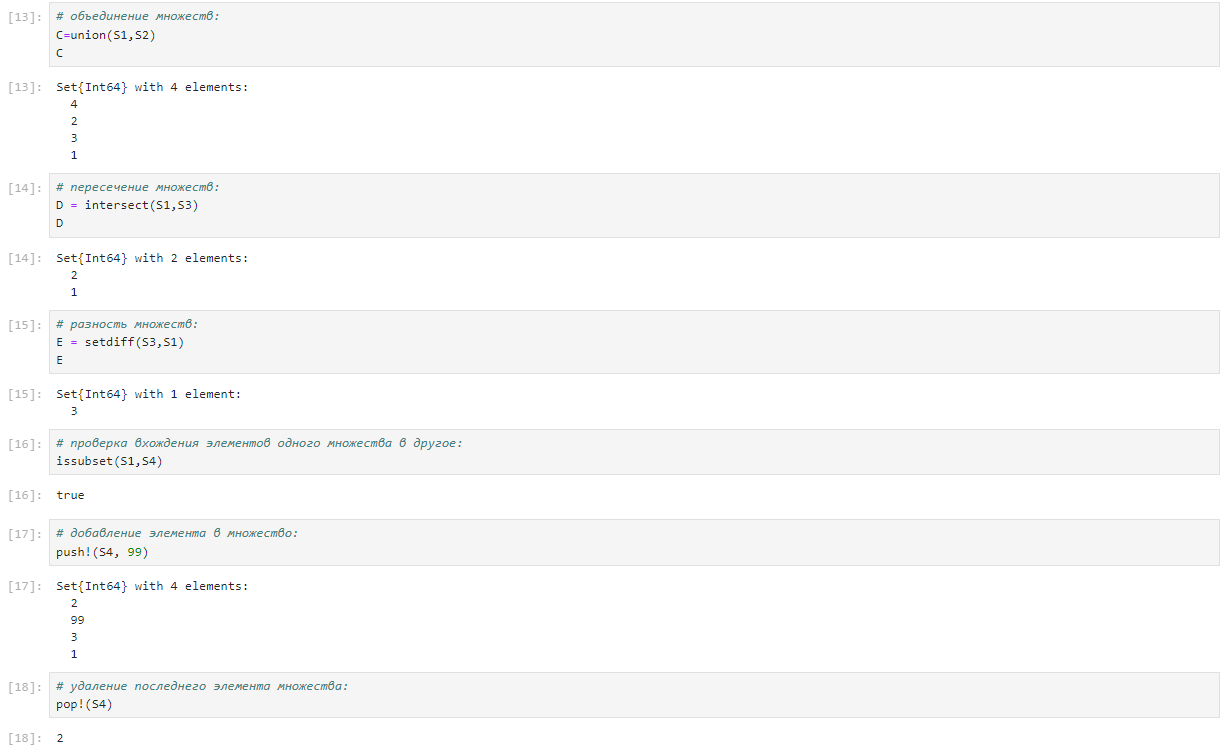 [13]: # объединение множеств:
C=union(S1,S2)
C
[13]: Set{Int64} with 4 elements:
4
2
3
1
[14]: # пересечение множеств:
D = intersect(S1,S3)
D
[14]: Set{Int64} with 2 elements:
2
1
[15]: # разность множеств:
E = setdiff(S3,S1)
E
[15]: Set{Int64} with 1 element:
3
[16]: # проверка вхождения элементов одного множества в другое:
issubset(S1,S4)
[16]: true
[17]: # добавление элемента в множество:
push!(S4, 99)
[17]: Set{Int64} with 4 elements:
2
99
3
1
[18]: # удаление последнего элемента множества:
pop!(S4)
[18]: 2